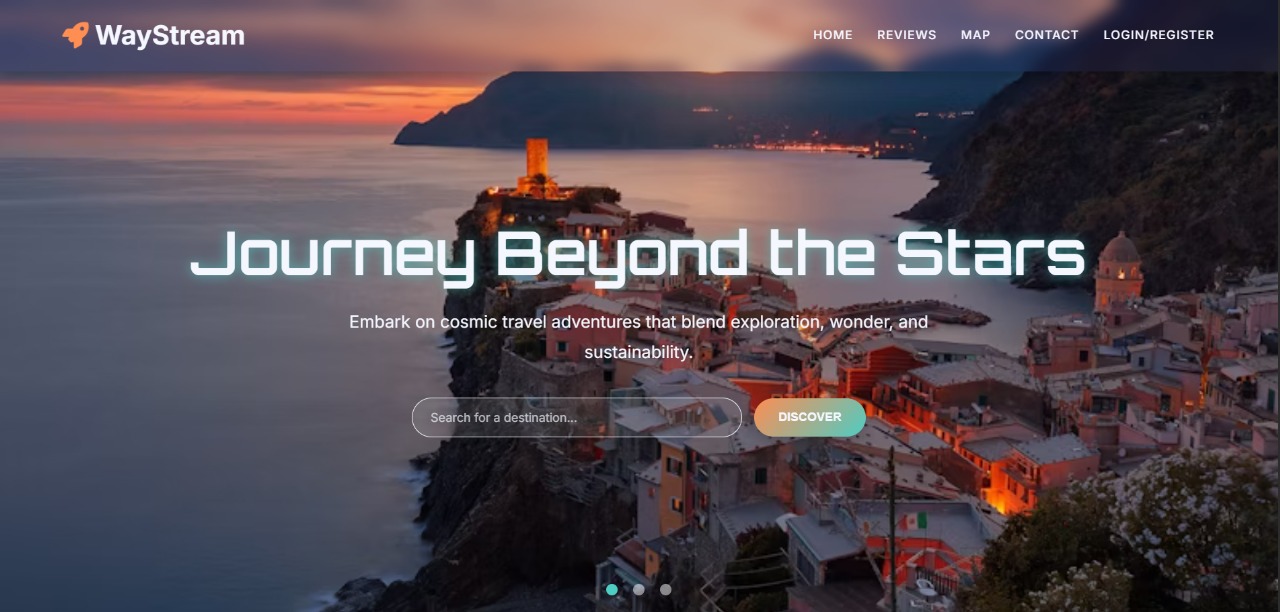 WayStream
HOME REVIEWS MAP CONTACT LOGIN/REGISTER
Journey Beyond the Stars
Embark on cosmic travel adventures that blend exploration, wonder, and
sustainability.
Search for a destination...
DISCOVER